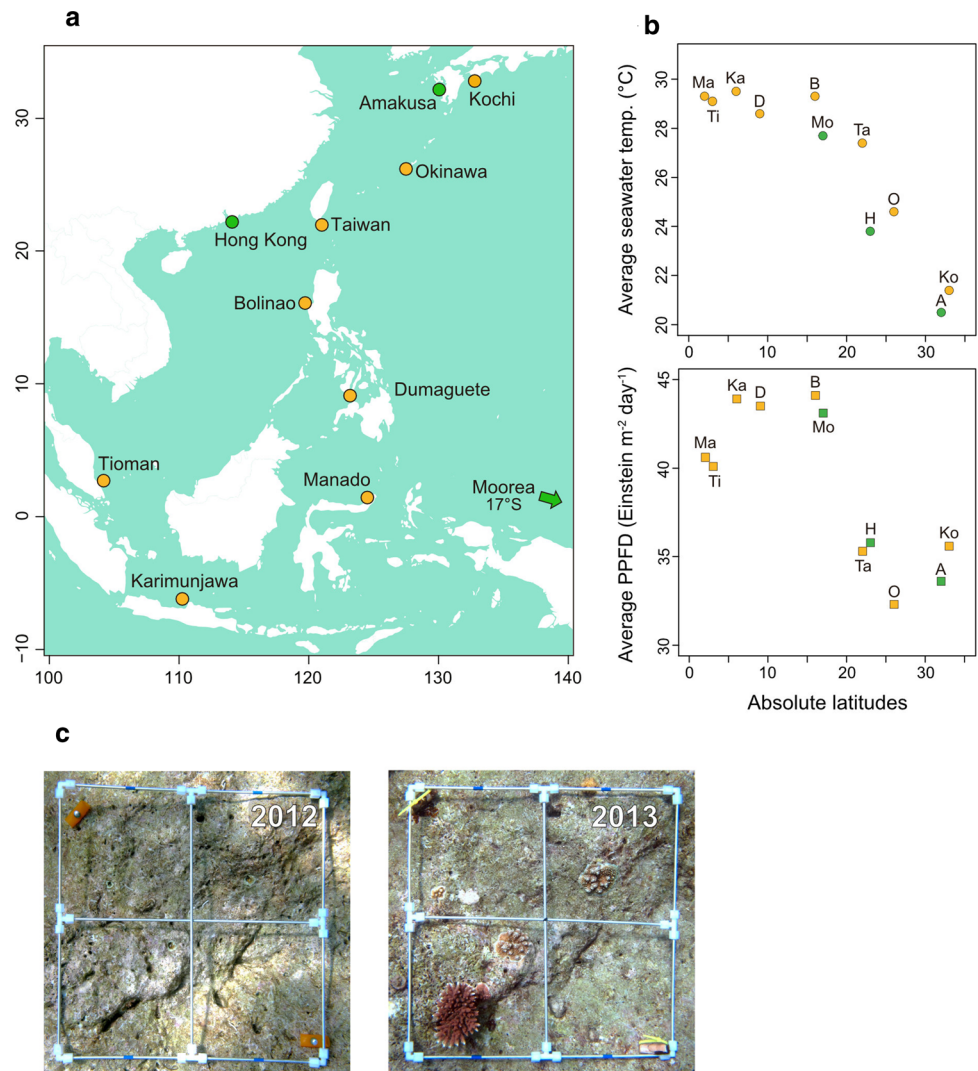 a
30
20
10
0
−10
100
110
120
130
140
Amakusa
Kochi
Okinawa
Hong Kong
Taiwan
Bolinao
Dumaguete
Tioman
Manado
Moorea
17°S
Karimunjawa
b
Average seawater temp. (°C)
30
28
26
24
22
20
Ma
Ti
Ka
D
B
Mo
Ta
H
O
Ko
A
0
10
20
30
Average PPFD (Einstein m⁻² day⁻¹)
45
40
35
30
Ma
Ti
Ka
D
B
Mo
Ta
H
O
Ko
A
0
10
20
30
Absolute latitudes
c
2012
2013